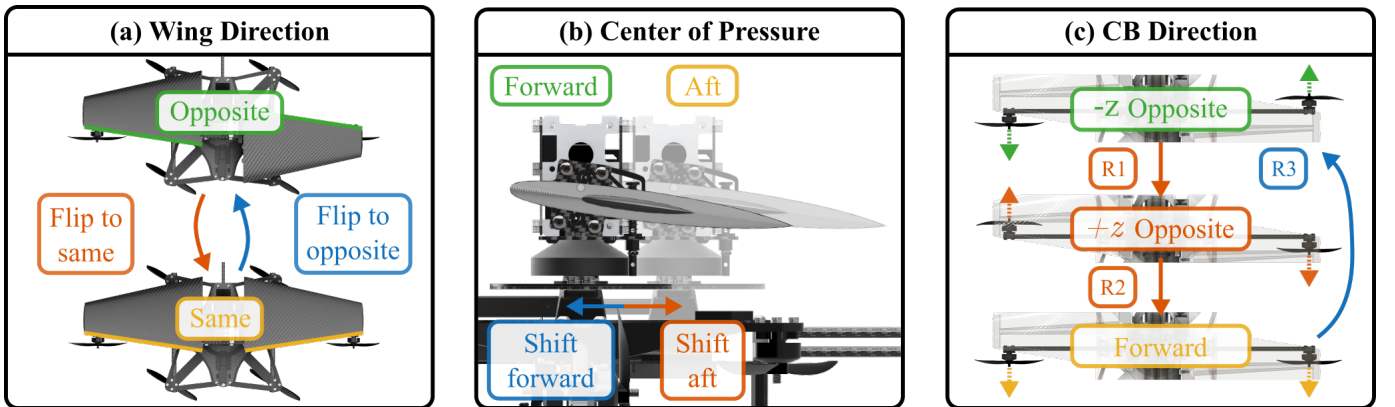 (a) Wing Direction
Opposite
Flip to
same
Flip to
opposite
Same
(b) Center of Pressure
Forward
Aft
Shift
forward
Shift
aft
(c) CB Direction
-z Opposite
R1
R3
+z Opposite
R2
Forward